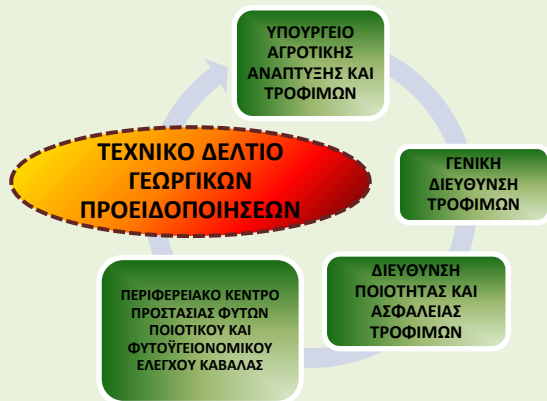 ΥΠΟΥΡΓΕΙΟ
ΑΓΡΟΤΙΚΗΣ
ΑΝΑΠΤΥΞΗΣ ΚΑΙ
ΤΡΟΦΙΜΩΝ
ΓΕΝΙΚΗ
ΔΙΕΥΘΥΝΣΗ
ΤΡΟΦΙΜΩΝ
ΔΙΕΥΘΥΝΣΗ
ΠΟΙΟΤΗΤΑΣ ΚΑΙ
ΑΣΦΑΛΕΙΑΣ
ΤΡΟΦΙΜΩΝ
ΠΕΡΙΦΕΡΕΙΑΚΟ ΚΕΝΤΡΟ
ΠΡΟΣΤΑΣΙΑΣ ΦΥΤΩΝ
ΠΟΙΟΤΙΚΟΥ ΚΑΙ
ΦΥΤΟΫΓΕΙΟΝΟΜΙΚΟΥ
ΕΛΕΓΧΟΥ ΚΑΒΑΛΑΣ
ΤΕΧΝΙΚΟ ΔΕΛΤΙΟ
ΓΕΩΡΓΙΚΩΝ
ΠΡΟΕΙΔΟΠΟΙΗΣΕΩΝ